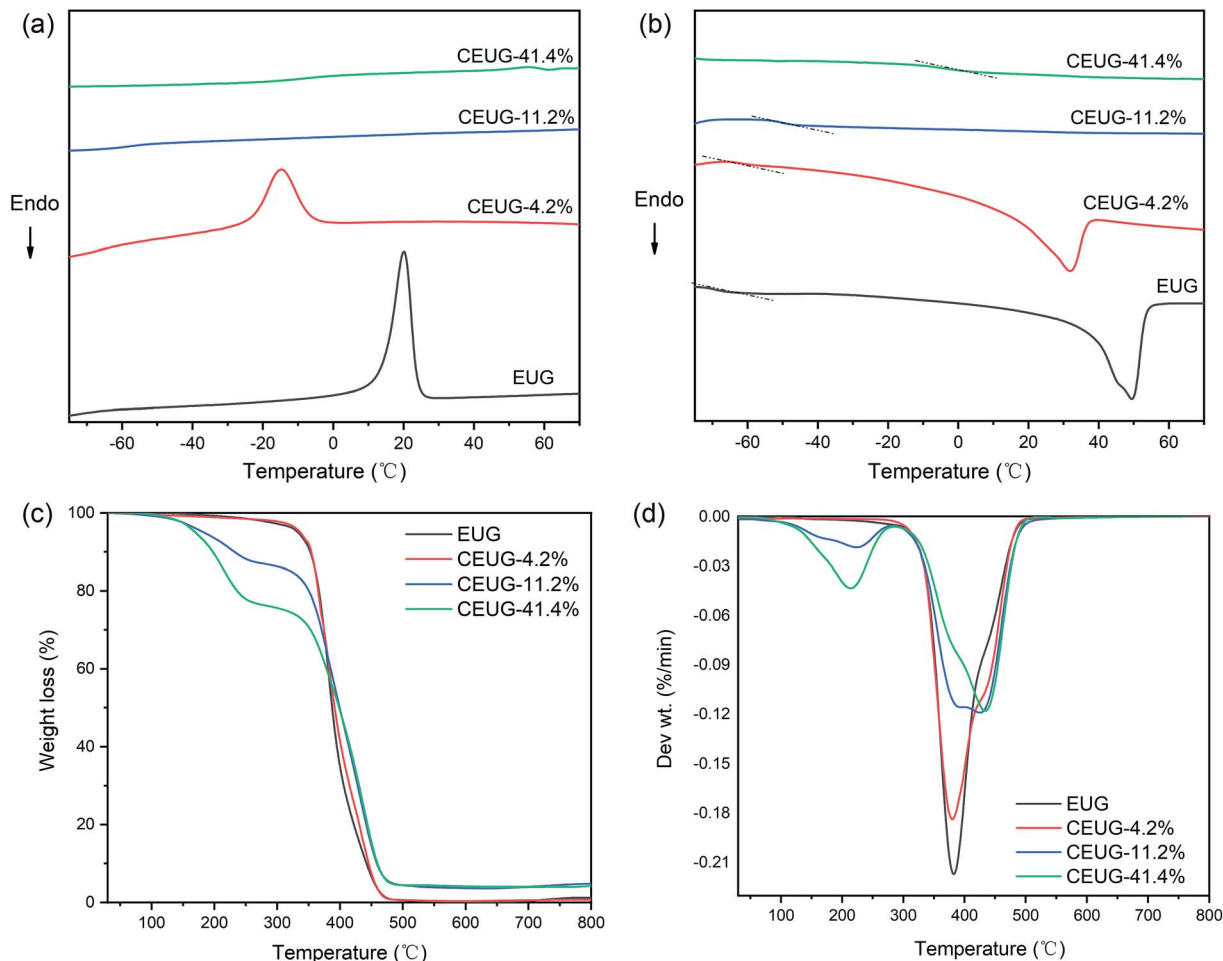 (a)
CEUG-41.4%
CEUG-11.2%
CEUG-4.2%
EUG
Endo
-60 -40 -20 0 20 40 60
Temperature (℃)
(b)
CEUG-41.4%
CEUG-11.2%
CEUG-4.2%
EUG
Endo
-60 -40 -20 0 20 40 60
Temperature (℃)
(c)
100
80
60
40
20
0
Weight loss (%)
EUG
CEUG-4.2%
CEUG-11.2%
CEUG-41.4%
100 200 300 400 500 600 700 800
Temperature (℃)
(d)
0.00
-0.03
-0.06
-0.09
-0.12
-0.15
-0.18
-0.21
Dev wt. (%/min)
EUG
CEUG-4.2%
CEUG-11.2%
CEUG-41.4%
100 200 300 400 500 600 700 800
Temperature (℃)